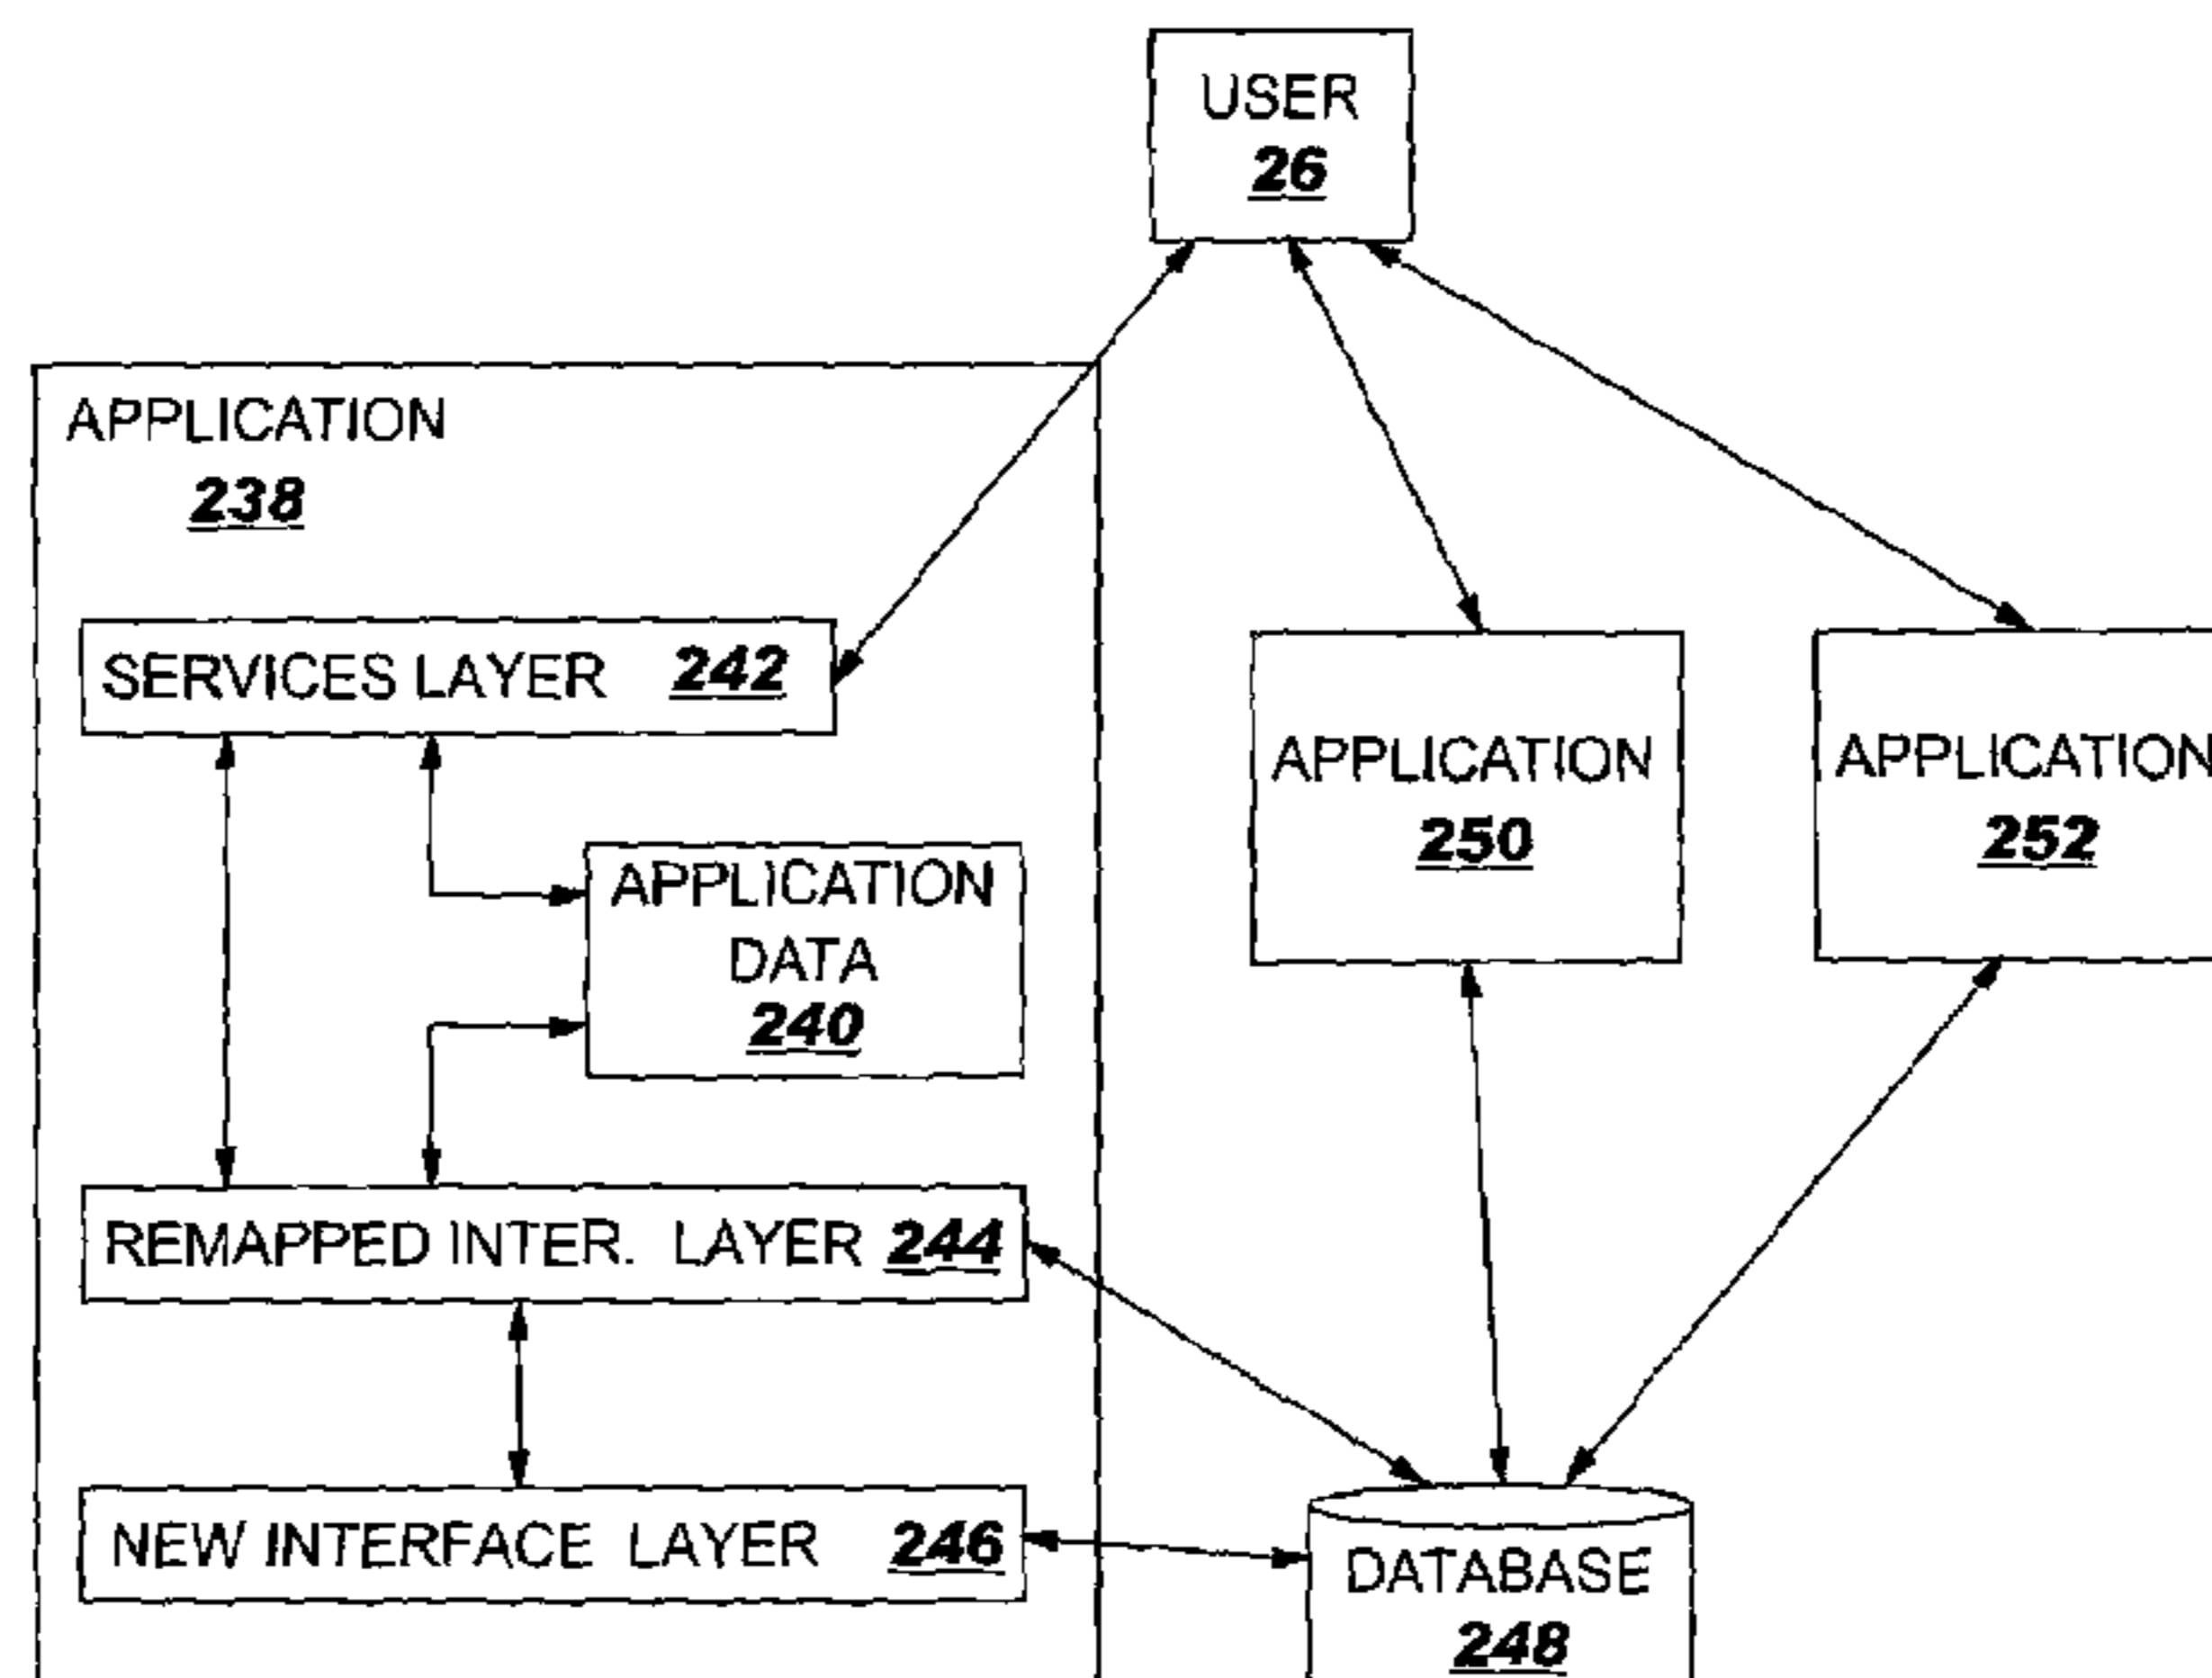 USER
26
APPLICATION
238
SERVICES LAYER 242
APPLICATION
250
APPLICATION
252
APPLICATION
DATA
240
REMAPPED INTER. LAYER 244
NEW INTERFACE LAYER 246
DATABASE
248